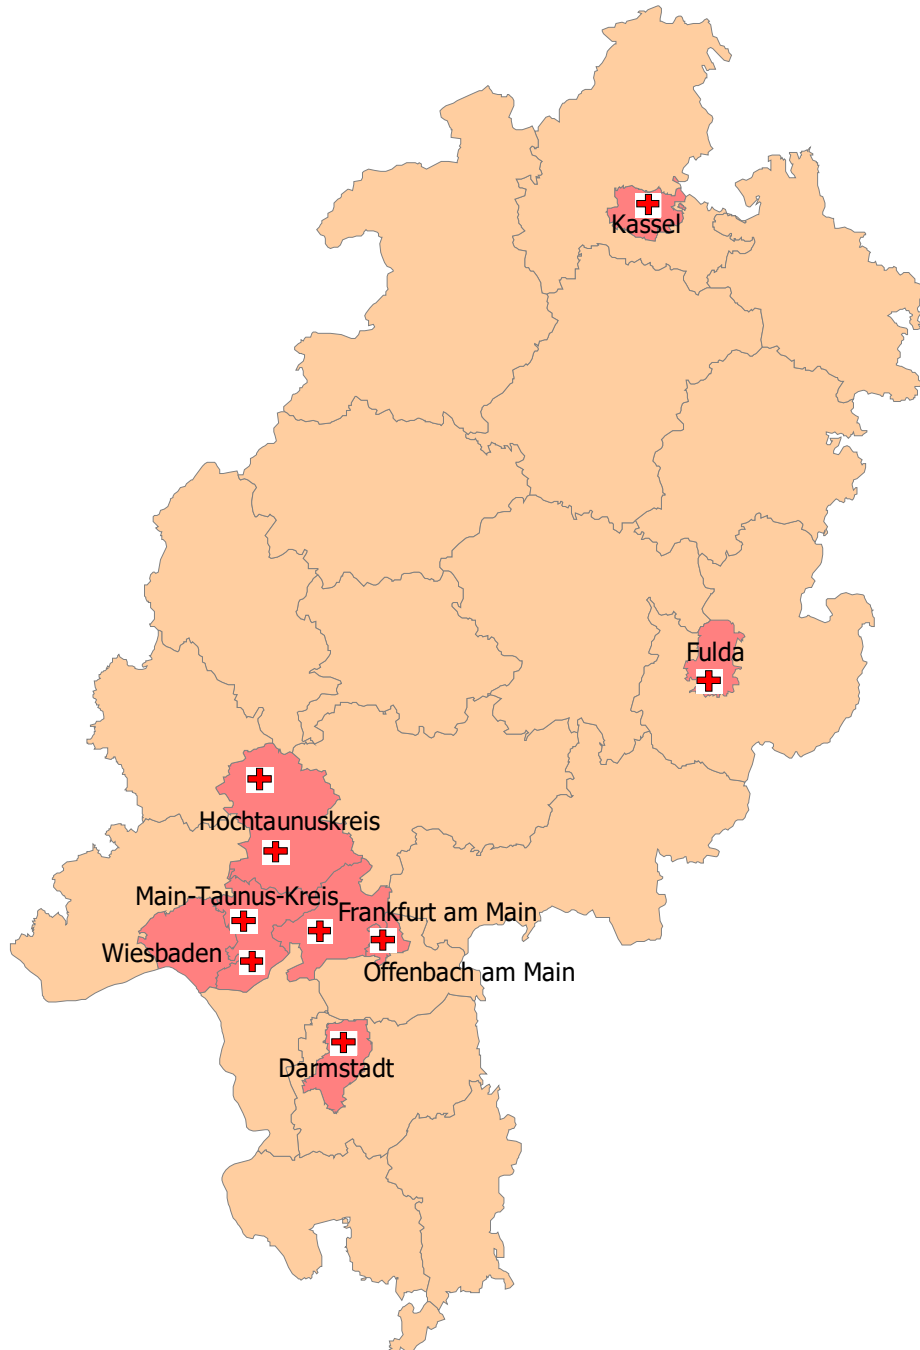 Kassel
Fulda
Hochtaunuskreis
Main-Taunus-Kreis
Frankfurt am Main
Wiesbaden
Offenbach am Main
Darmstadt